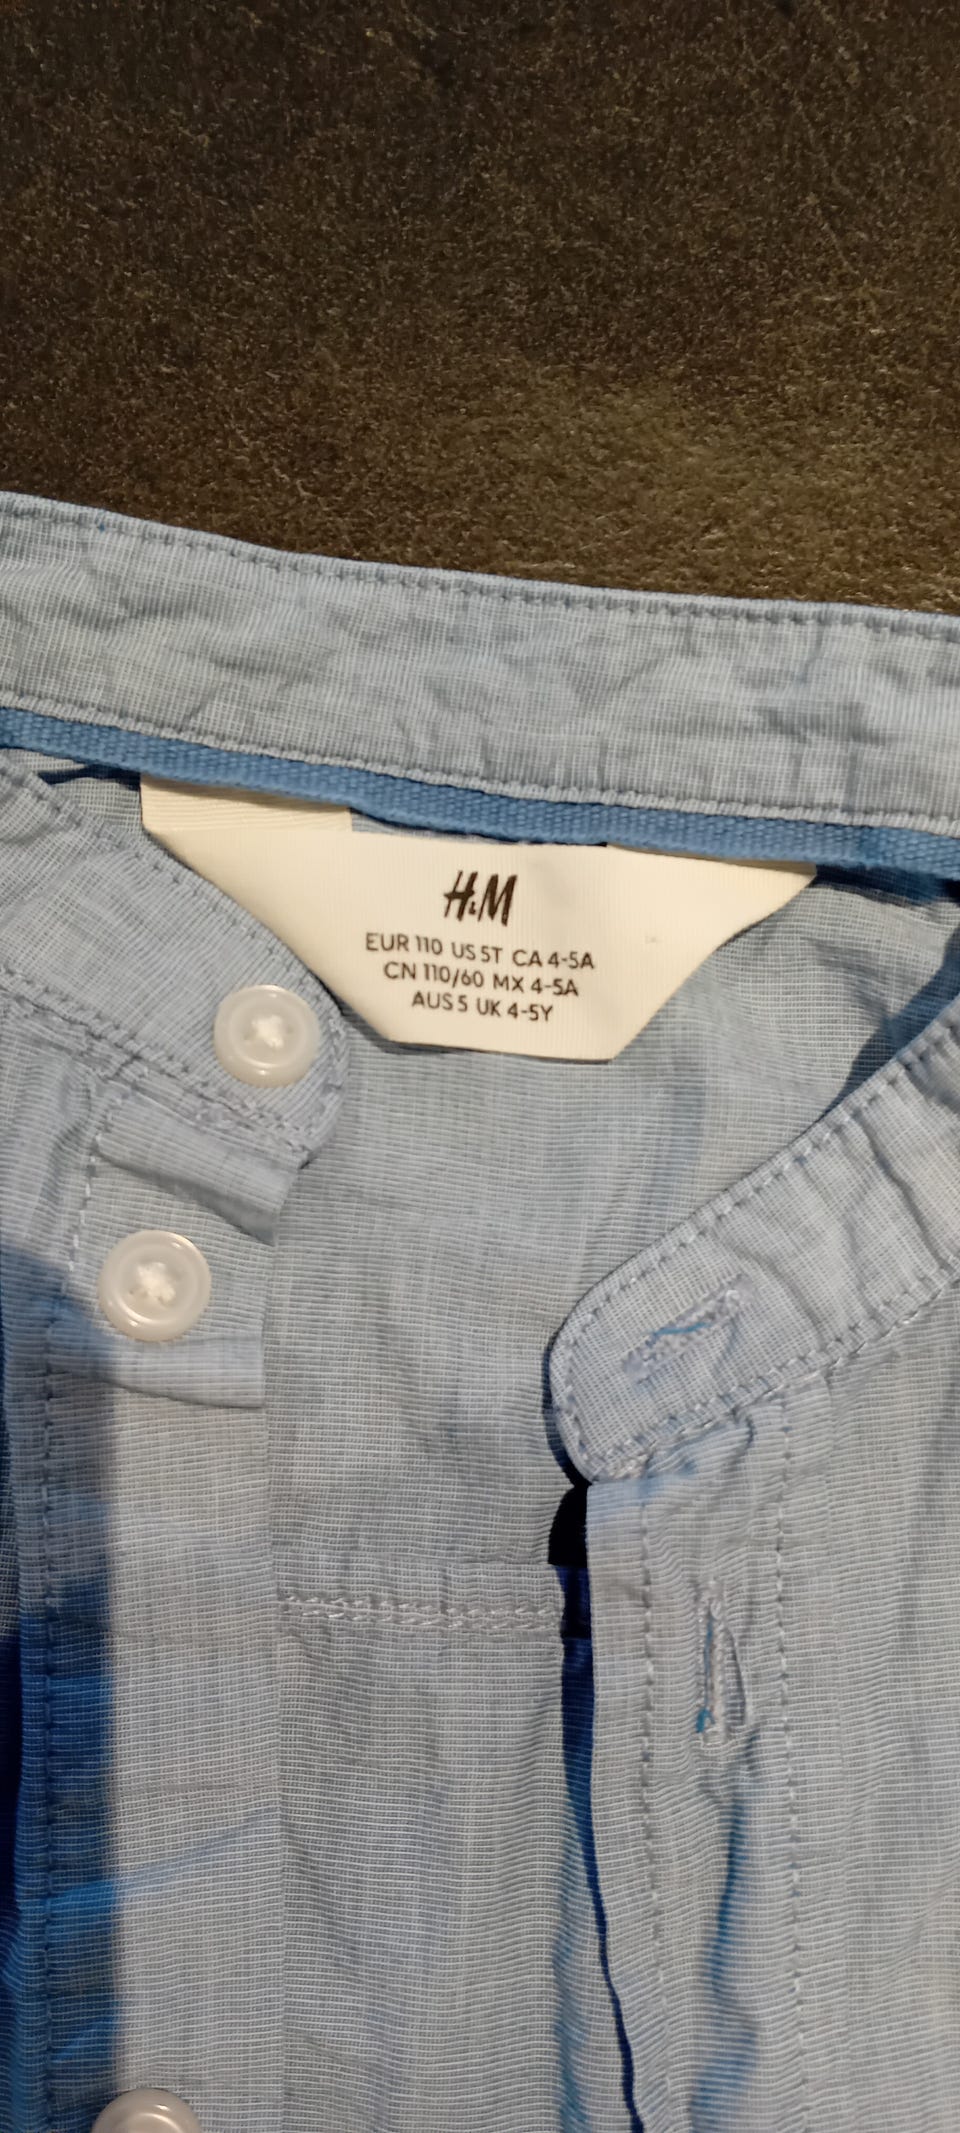 H&M
EUR 110 US 5T CA 4-5A
CN 110/60 MX 4-5A
AUS 5 UK 4-5Y